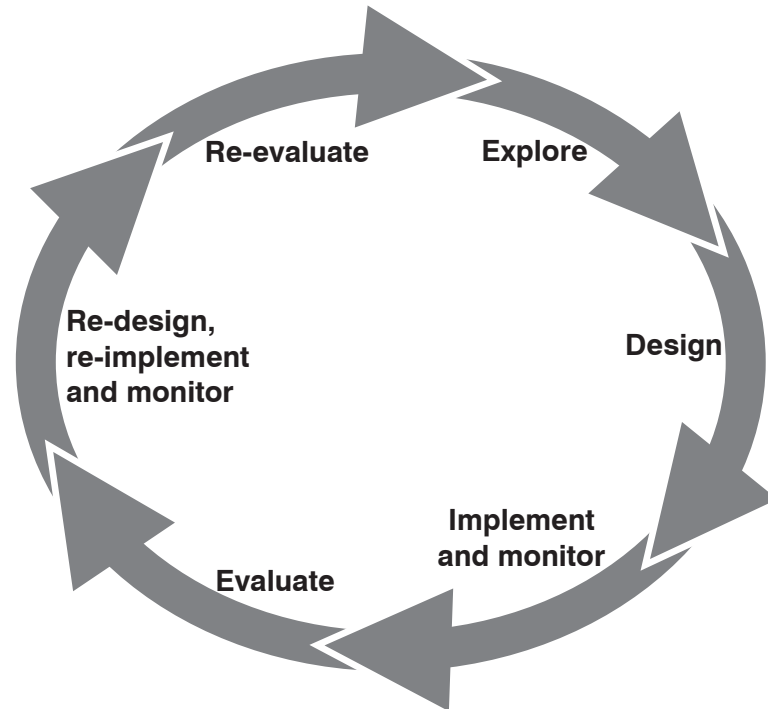 Re-evaluate
Explore
Design
Implement
and monitor
Evaluate
Re-design,
re-implement
and monitor